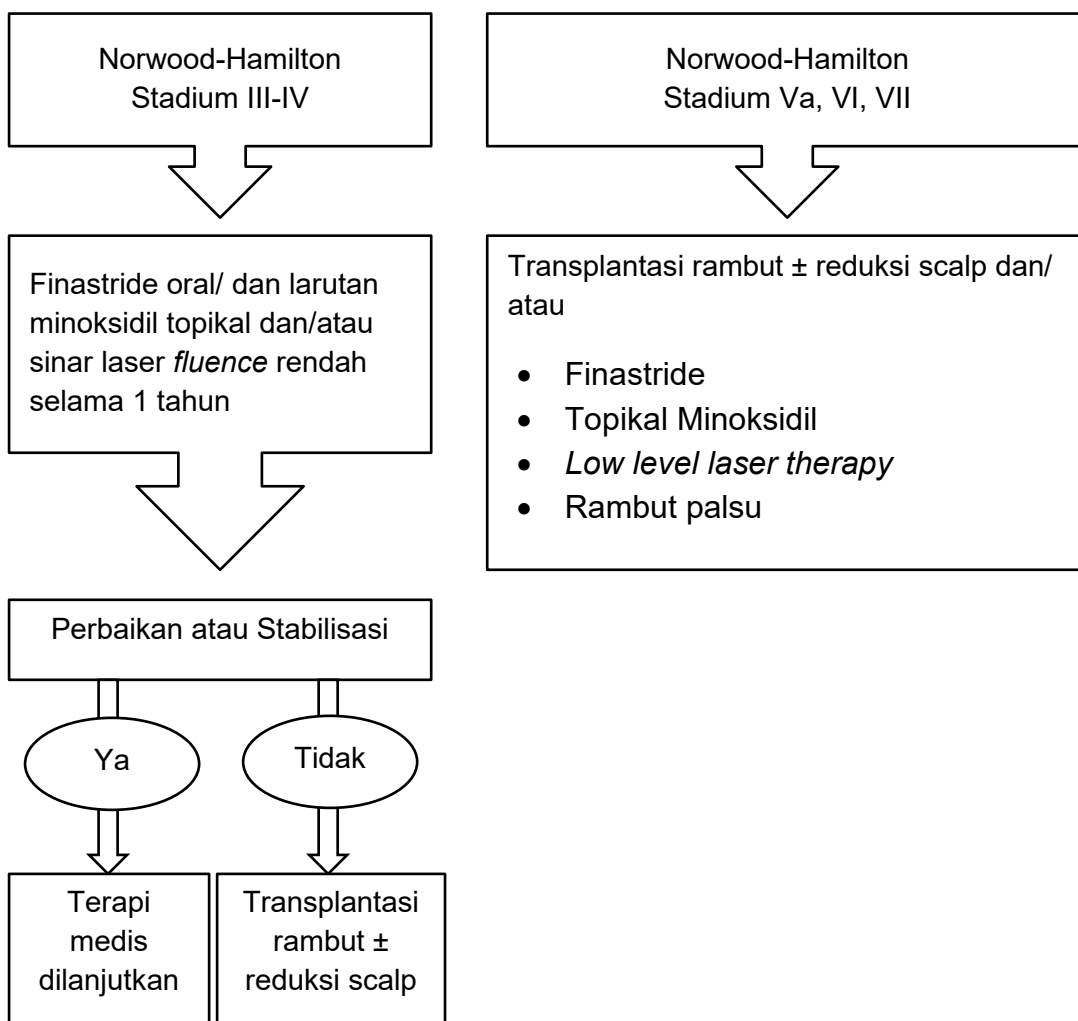 Norwood-Hamilton
Stadium III-IV
Norwood-Hamilton
Stadium Va, VI, VII
Finastride oral/ dan larutan
minoksidil topikal dan/atau
sinar laser fluence rendah
selama 1 tahun
Transplantasi rambut ± reduksi scalp dan/
atau
• Finastride
• Topikal Minoksidil
• Low level laser therapy
• Rambut palsu
Perbaikan atau Stabilisasi
Ya
Tidak
Terapi
medis
dilanjutkan
Transplantasi
rambut ±
reduksi scalp